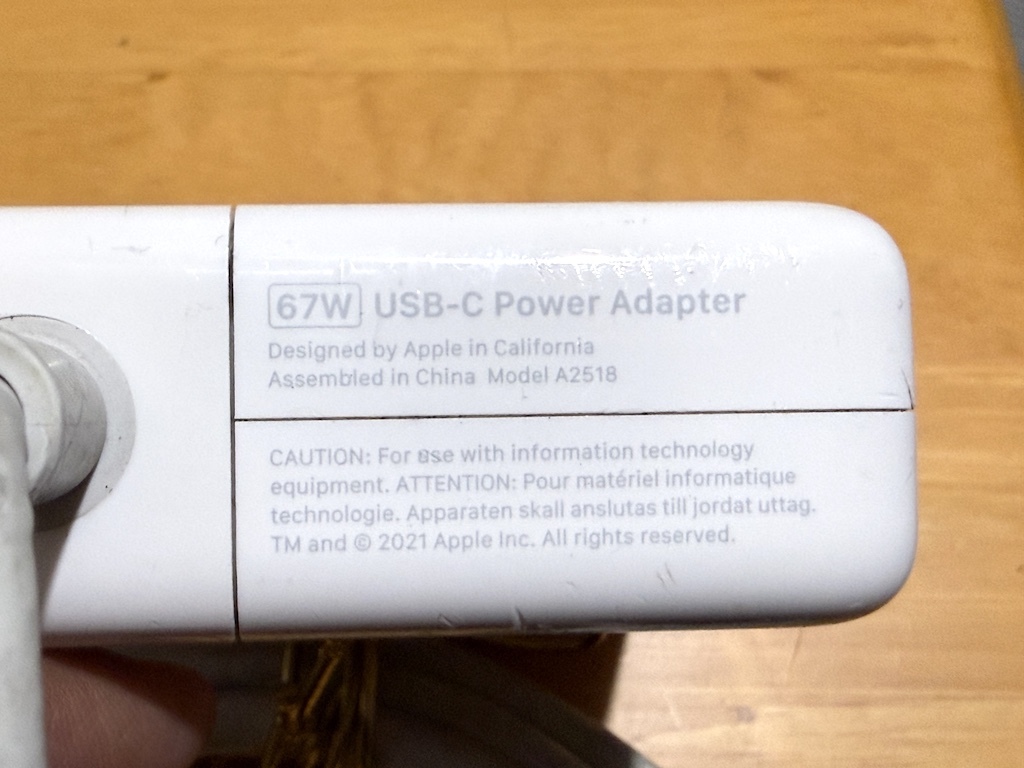 67W USB-C Power Adapter
Designed by Apple in California
Assembled in China Model A2518
CAUTION: For use with information technology
equipment. ATTENTION: Pour matériel informatique
technologie. Apparaten skall anslutas till jordat uttag.
TM and © 2021 Apple Inc. All rights reserved.